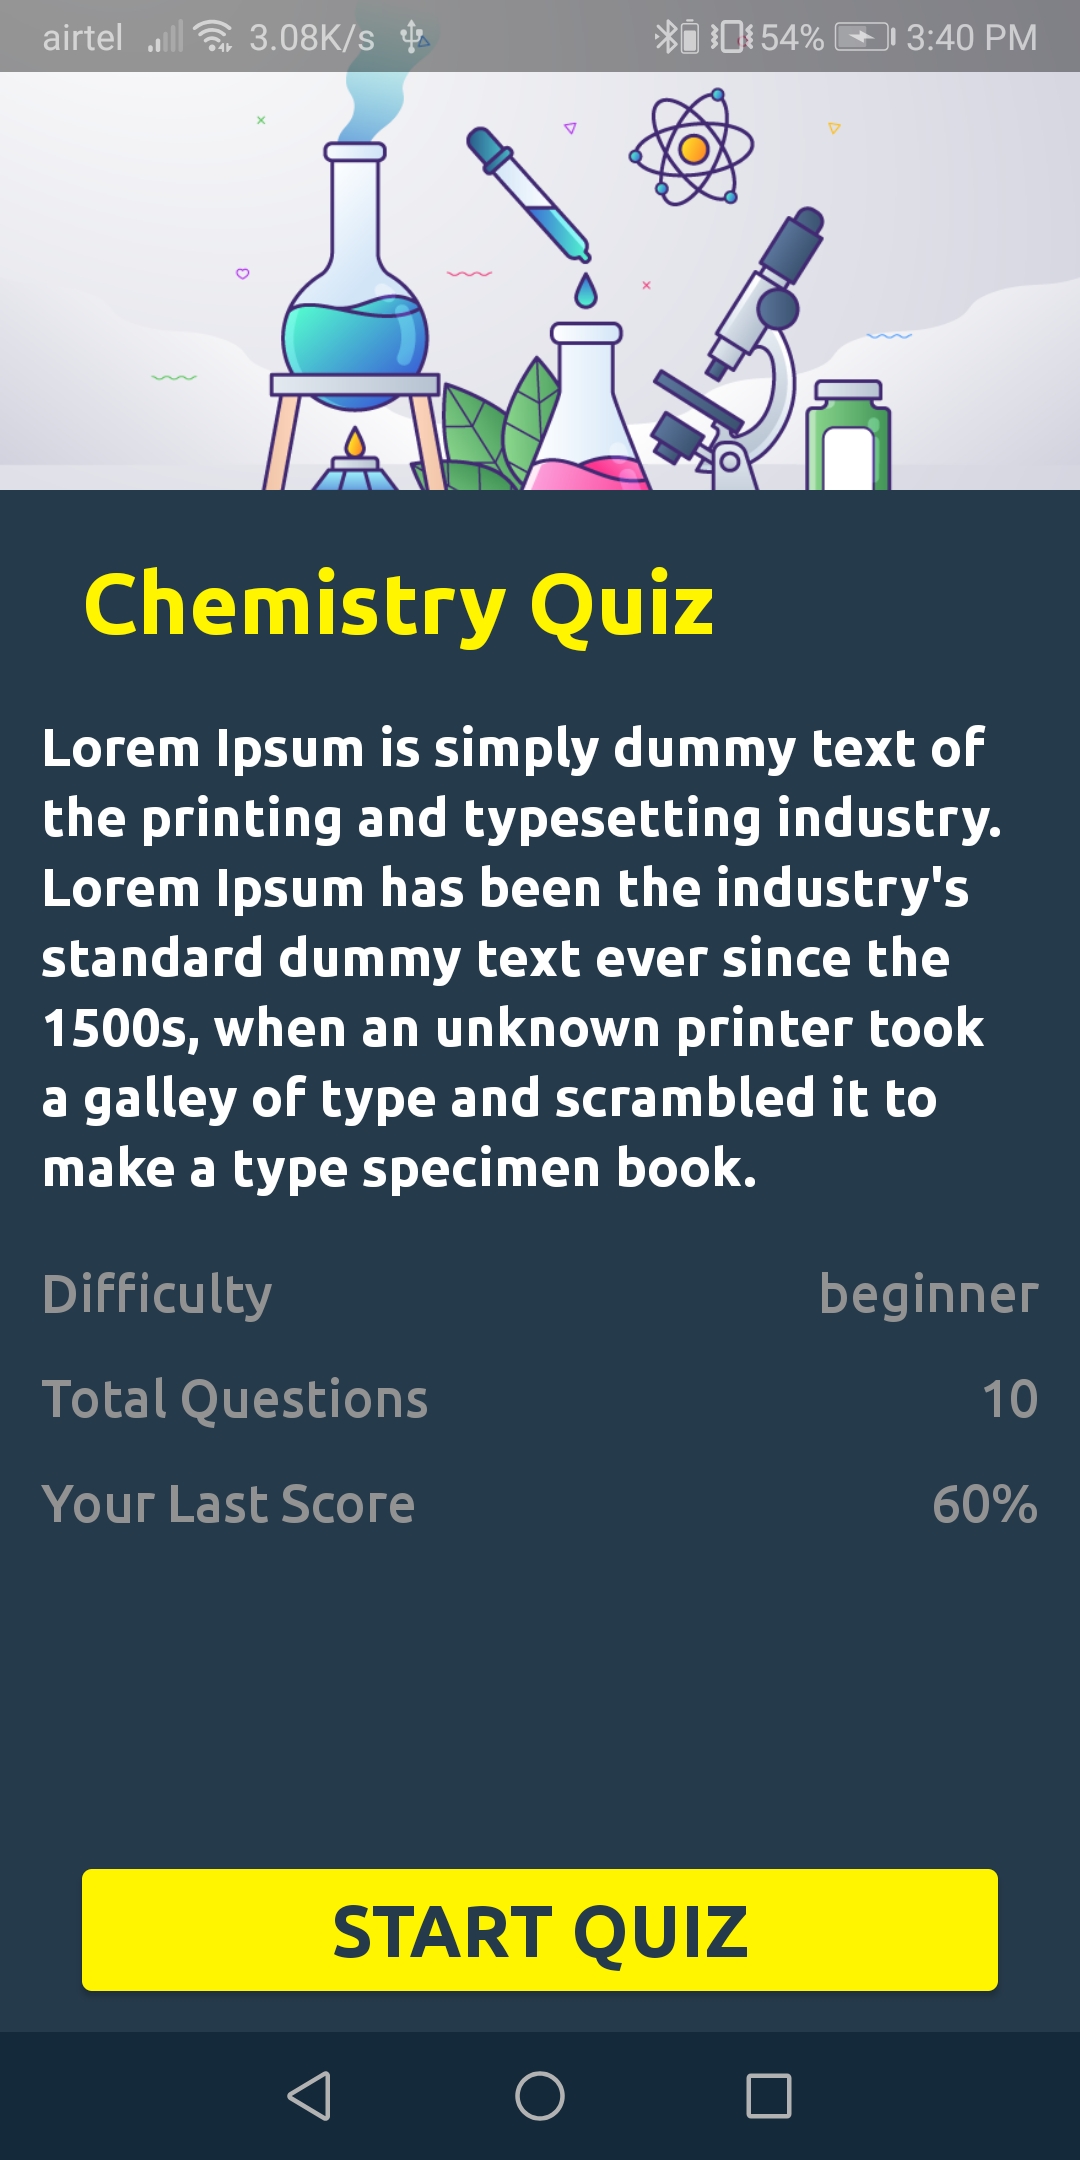 airtel 3.08K/s 54% 3:40 PM
Chemistry Quiz
Lorem Ipsum is simply dummy text of
the printing and typesetting industry.
Lorem Ipsum has been the industry's
standard dummy text ever since the
1500s, when an unknown printer took
a galley of type and scrambled it to
make a type specimen book.
Difficulty beginner
Total Questions 10
Your Last Score 60%
START QUIZ